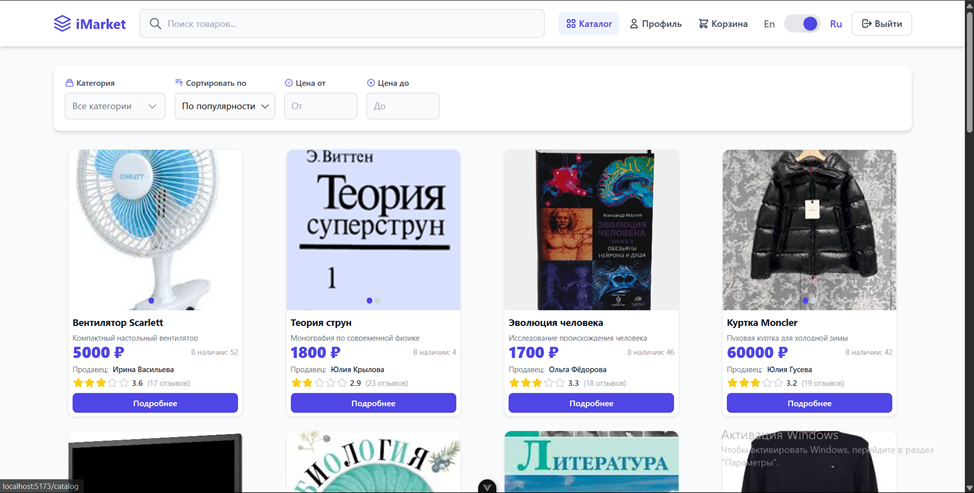 iMarket
Поиск товаров...
Каталог
Профиль
Корзина
En
Ru
Выйти
Категория
Сортировать по
Цена от
Цена до
Все категории
По популярности
От
До
SCARLETT
Э.Виттен
Теория
суперструн
1
Александр Марков
ЭВОЛЮЦИЯ
ЧЕЛОВЕКА
ОБЕЗЬЯНЫ
НЕЙРОНЫ И ДУША
Вентилятор Scarlett
Компактный настольный вентилятор
5000 ₽
В наличии: 52
Продавец: Ирина Васильева
3.6 (17 отзывов)
Подробнее
Теория струн
Монография по современной физике
1800 ₽
В наличии: 4
Продавец: Юлия Крылова
2.9 (23 отзывов)
Подробнее
Эволюция человека
Исследование происхождения человека
1700 ₽
В наличии: 46
Продавец: Ольга Фёдорова
3.3 (18 отзывов)
Подробнее
Куртка Moncler
Пуховая куртка для холодной зимы
60000 ₽
В наличии: 42
Продавец: Юлия Гусева
3.2 (19 отзывов)
Подробнее
БИОЛОГИЯ
ЛИТЕРАТУРА
Активация Windows
Чтобы активировать Windows, перейдите в раздел
"Параметры".
localhost:5173/catalog